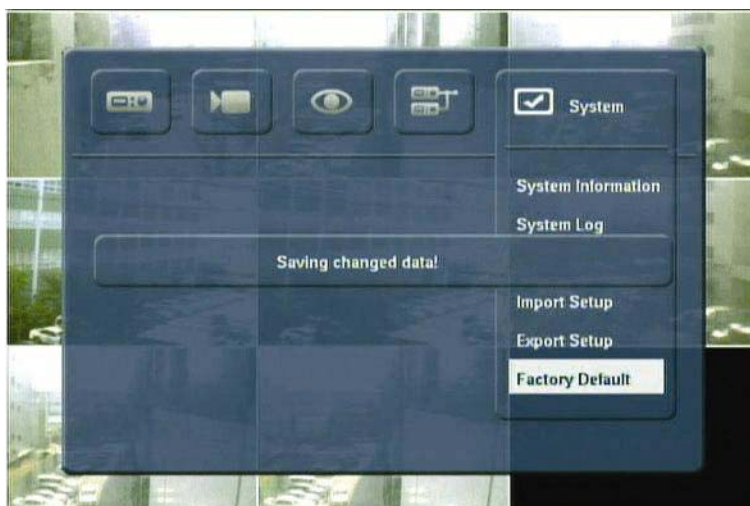 System
System Information
System Log
Saving changed data!
Import Setup
Export Setup
Factory Default